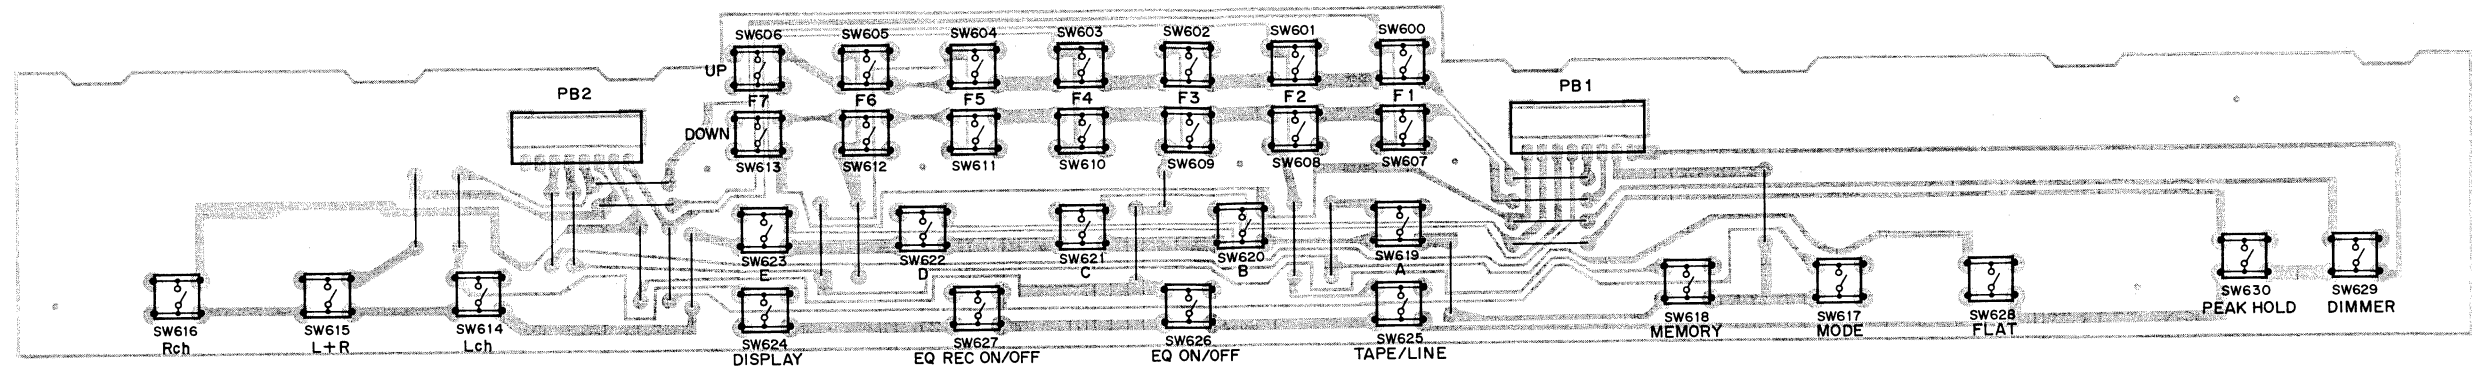 SW606 SW605 SW604 SW603 SW602 SW601 SW600
UP
PB2 F7 F6 F5 F4 F3 F2 F1 PB1
DOWN
SW613 SW612 SW611 SW610 SW609 SW608 SW607
SW623 SW622 SW621 SW620 SW619
E D C B A
SW616 SW615 SW614 SW624 SW627 SW626 SW625 SW618 SW617 SW628 SW630 SW629
Rch L+R Lch DISPLAY EQ REC ON/OFF EQ ON/OFF TAPE/LINE MEMORY MODE FLAT PEAK HOLD DIMMER